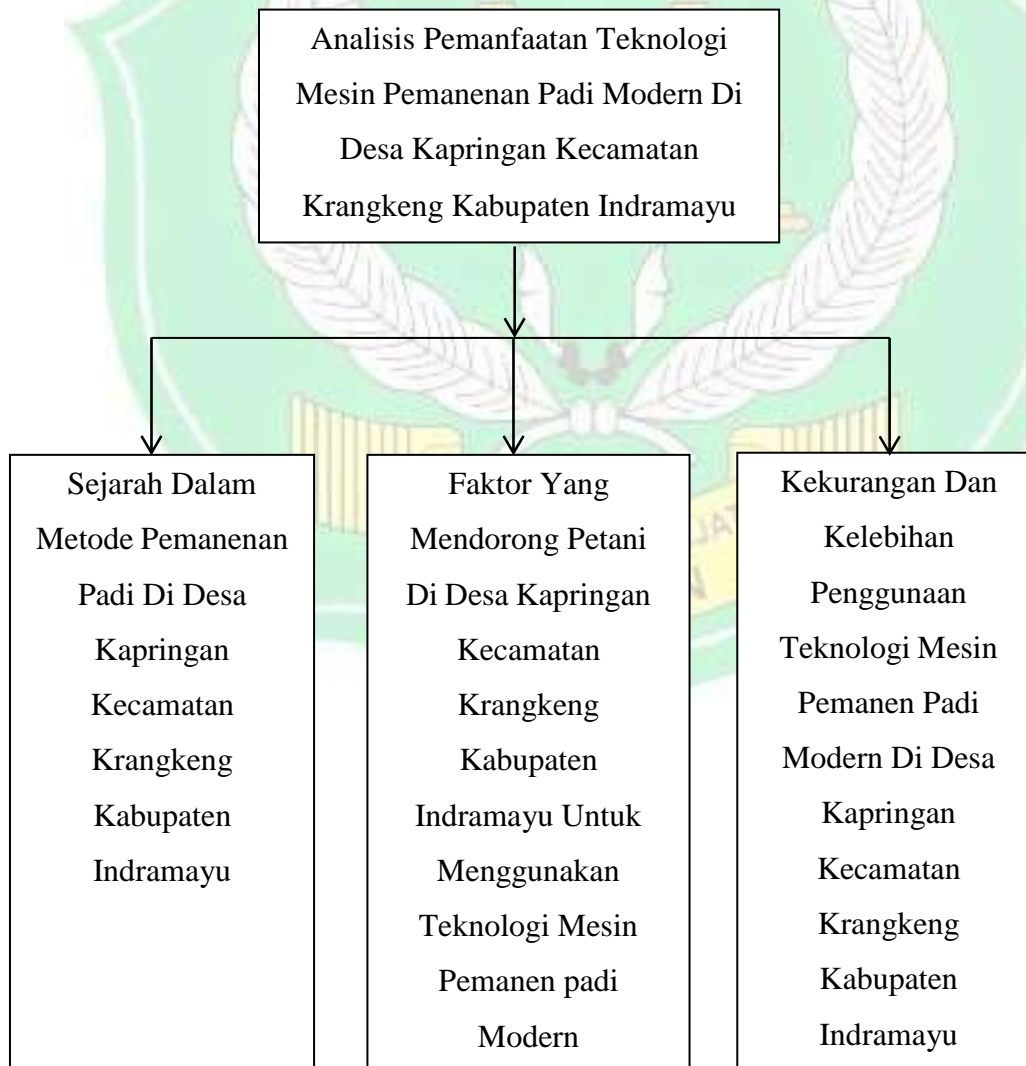 Analisis Pemanfaatan Teknologi
Mesin Pemanenan Padi Modern Di
Desa Kapringan Kecamatan
Krangkeng Kabupaten Indramayu
Sejarah Dalam
Metode Pemanenan
Padi Di Desa
Kapringan
Kecamatan
Krangkeng
Kabupaten
Indramayu
Faktor Yang
Mendorong Petani
Di Desa Kapringan
Kecamatan
Krangkeng
Kabupaten
Indramayu Untuk
Menggunakan
Teknologi Mesin
Pemanen padi
Modern
Kekurangan Dan
Kelebihan
Penggunaan
Teknologi Mesin
Pemanen Padi
Modern Di Desa
Kapringan
Kecamatan
Krangkeng
Kabupaten
Indramayu